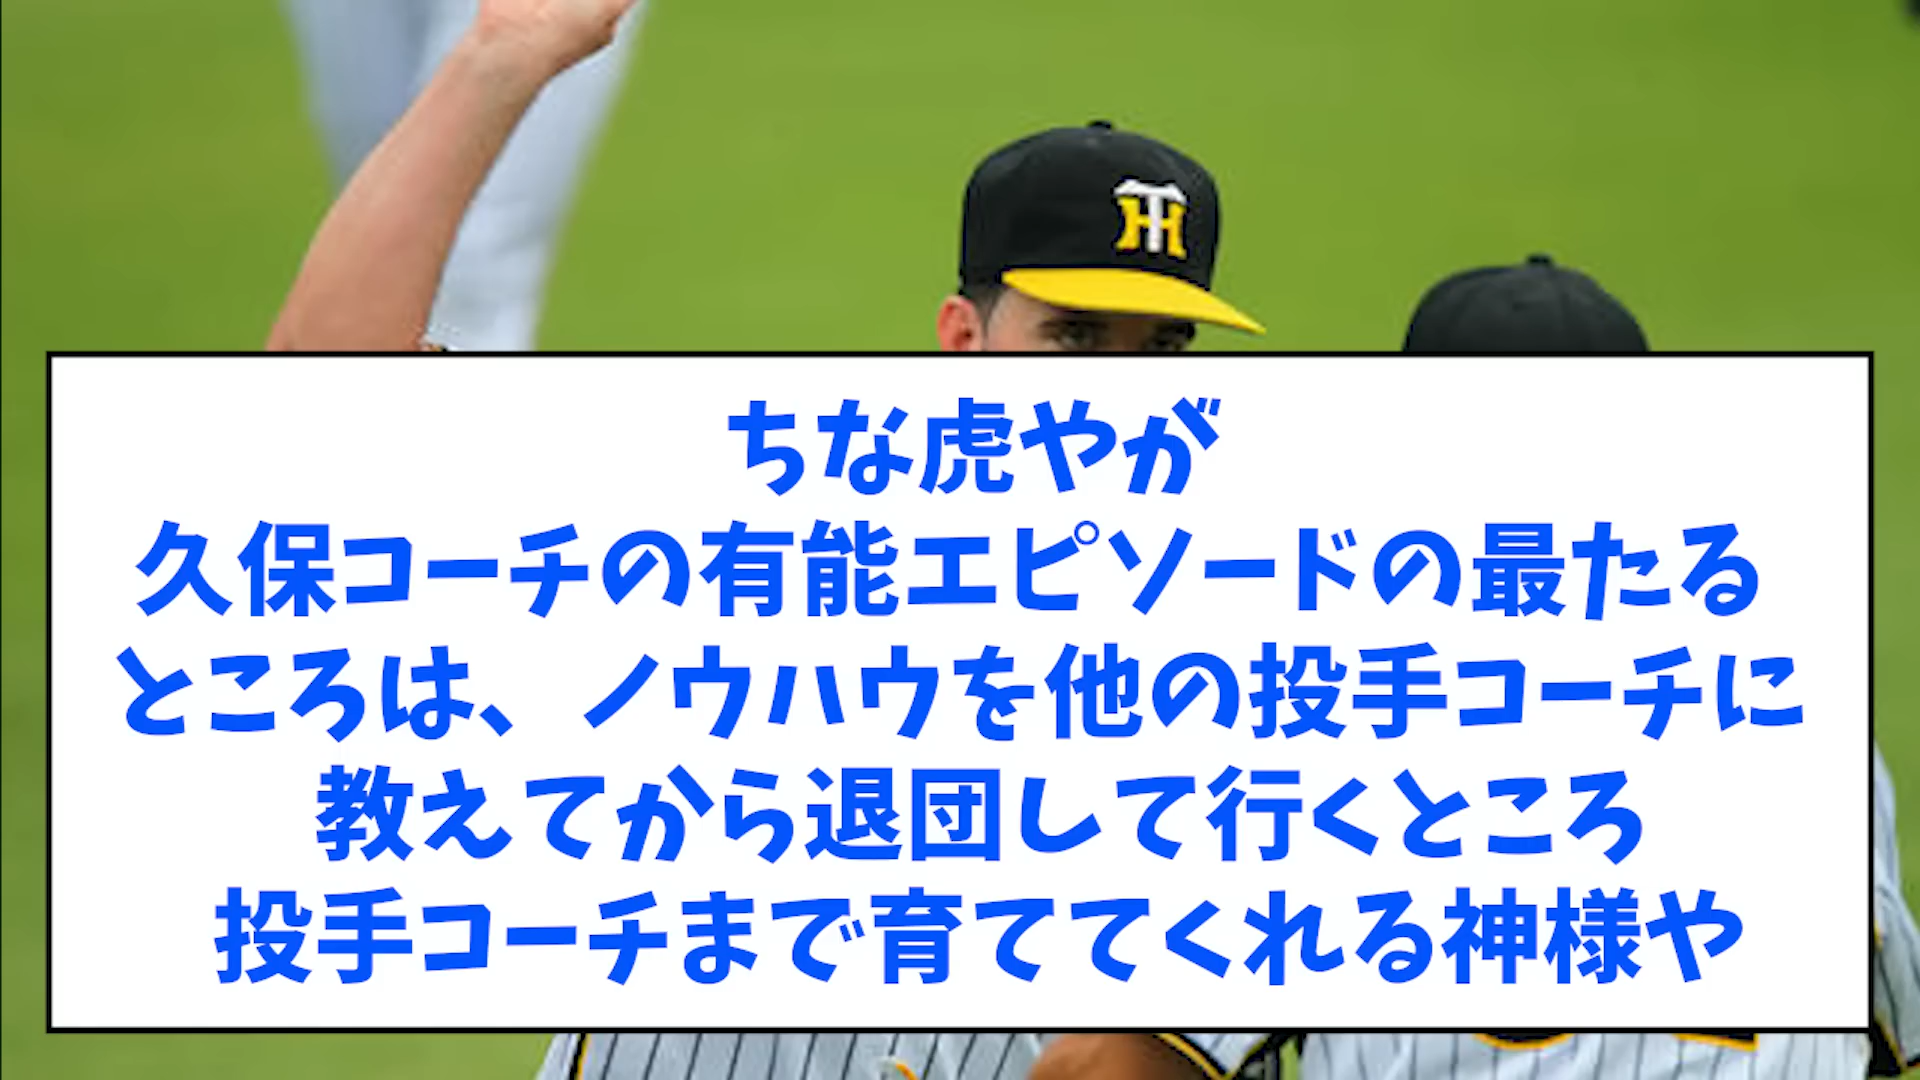 HT
ちな虎やが
久保コーチの有能エピソードの最たる
ところは、ノウハウを他の投手コーチに
教えてから退団して行くところ
投手コーチまで育ててくれる神様や